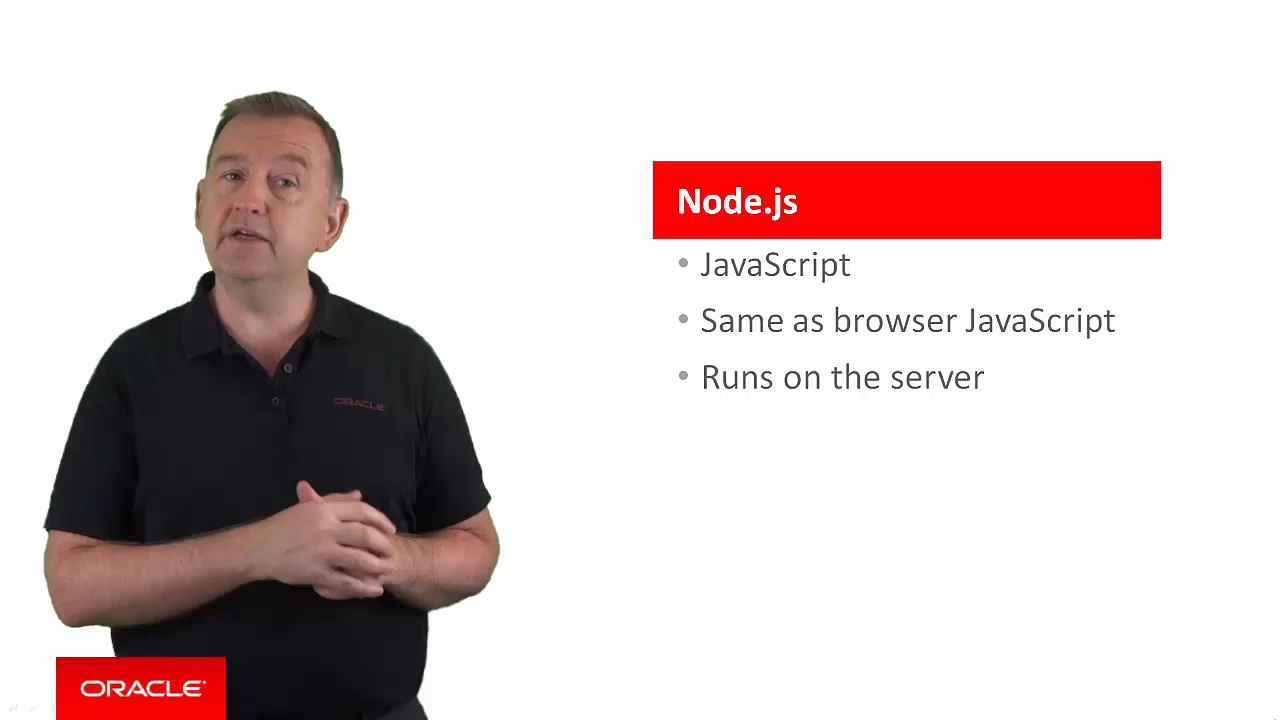 Node.js
• JavaScript
• Same as browser JavaScript
• Runs on the server
ORACLE
ORACLE®